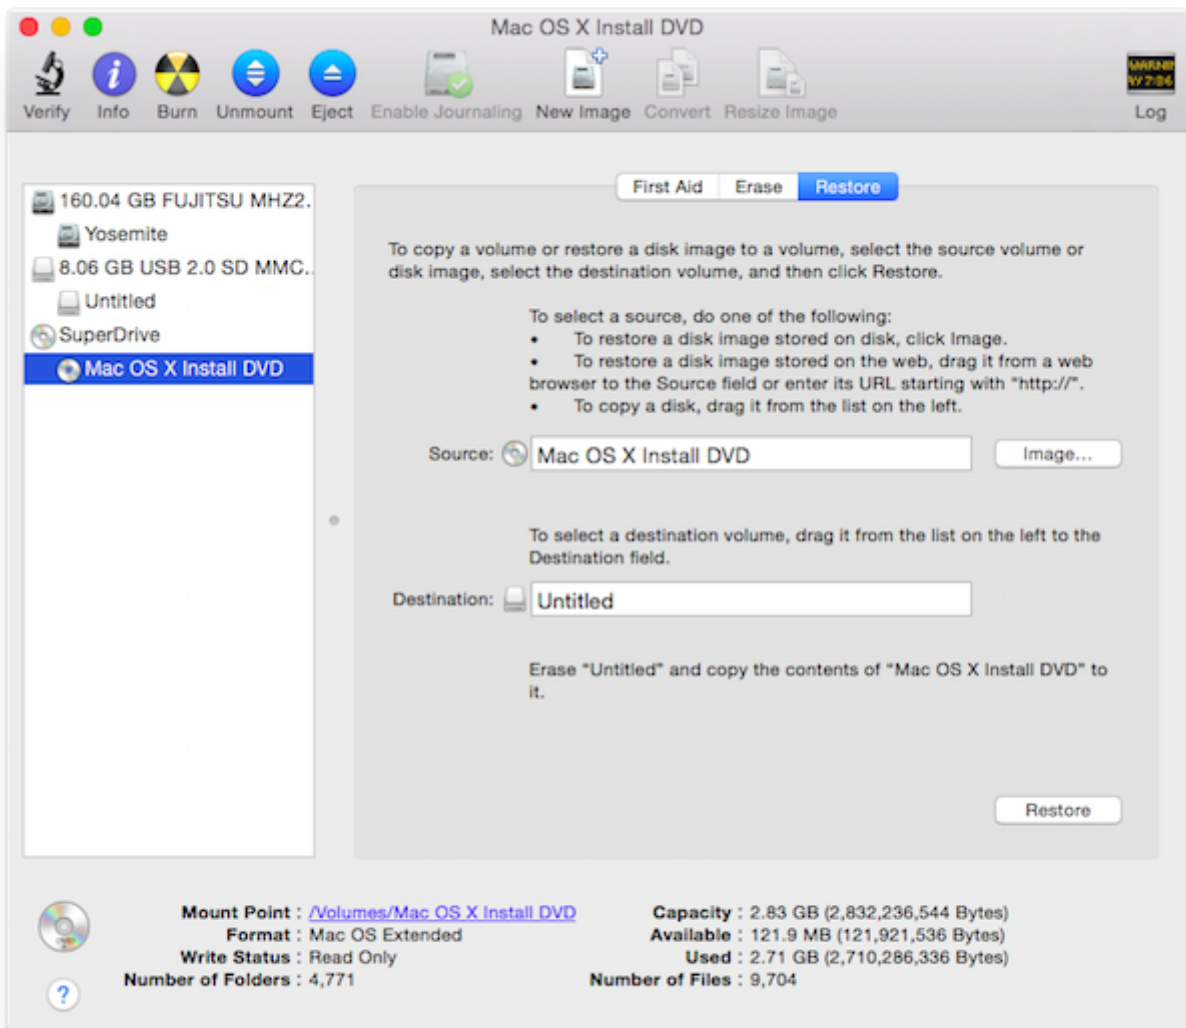 Mac OS X Install DVD
Verify Info Burn Unmount Eject Enable Journaling New Image Convert Resize Image Log
160.04 GB FUJITSU MHZ2.
Yosemite
8.06 GB USB 2.0 SD MMC..
Untitled
SuperDrive
Mac OS X Install DVD
First Aid Erase Restore
To copy a volume or restore a disk image to a volume, select the source volume or
disk image, select the destination volume, and then click Restore.
To select a source, do one of the following:
• To restore a disk image stored on disk, click Image.
• To restore a disk image stored on the web, drag it from a web
browser to the Source field or enter its URL starting with "http://".
• To copy a disk, drag it from the list on the left.
Source: Mac OS X Install DVD Image...
To select a destination volume, drag it from the list on the left to the
Destination field.
Destination: Untitled
Erase "Untitled" and copy the contents of "Mac OS X Install DVD" to
it.
Restore
Mount Point : /Volumes/Mac OS X Install DVD Capacity : 2.83 GB (2,832,236,544 Bytes)
Format : Mac OS Extended Available : 121.9 MB (121,921,536 Bytes)
Write Status : Read Only Used : 2.71 GB (2,710,286,336 Bytes)
Number of Folders : 4,771 Number of Files : 9,704
?